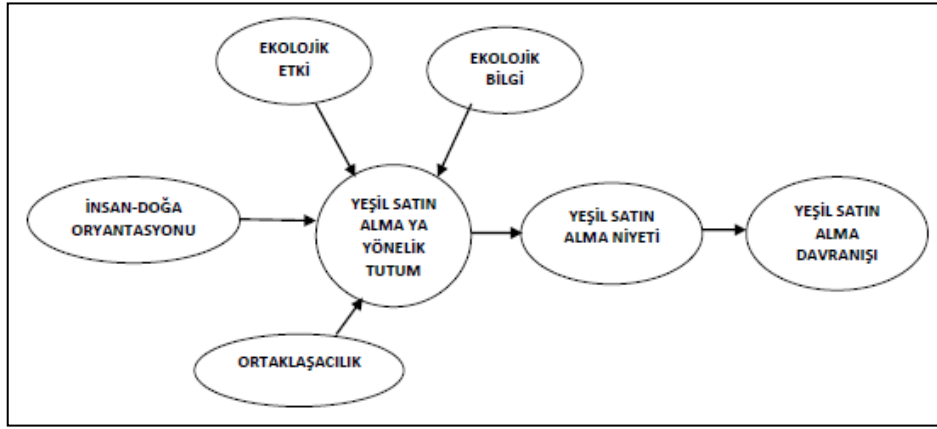 EKOLOJİK
ETKİ
EKOLOJİK
BİLGİ
İNSAN-DOĞA
ORYANTASYONU
YEŞİL SATIN
ALMA YA
YÖNELİK
TUTUM
YEŞİL SATIN
ALMA NİYETİ
YEŞİL SATIN
ALMA
DAVRANIŞI
ORTAKLAŞACILIK